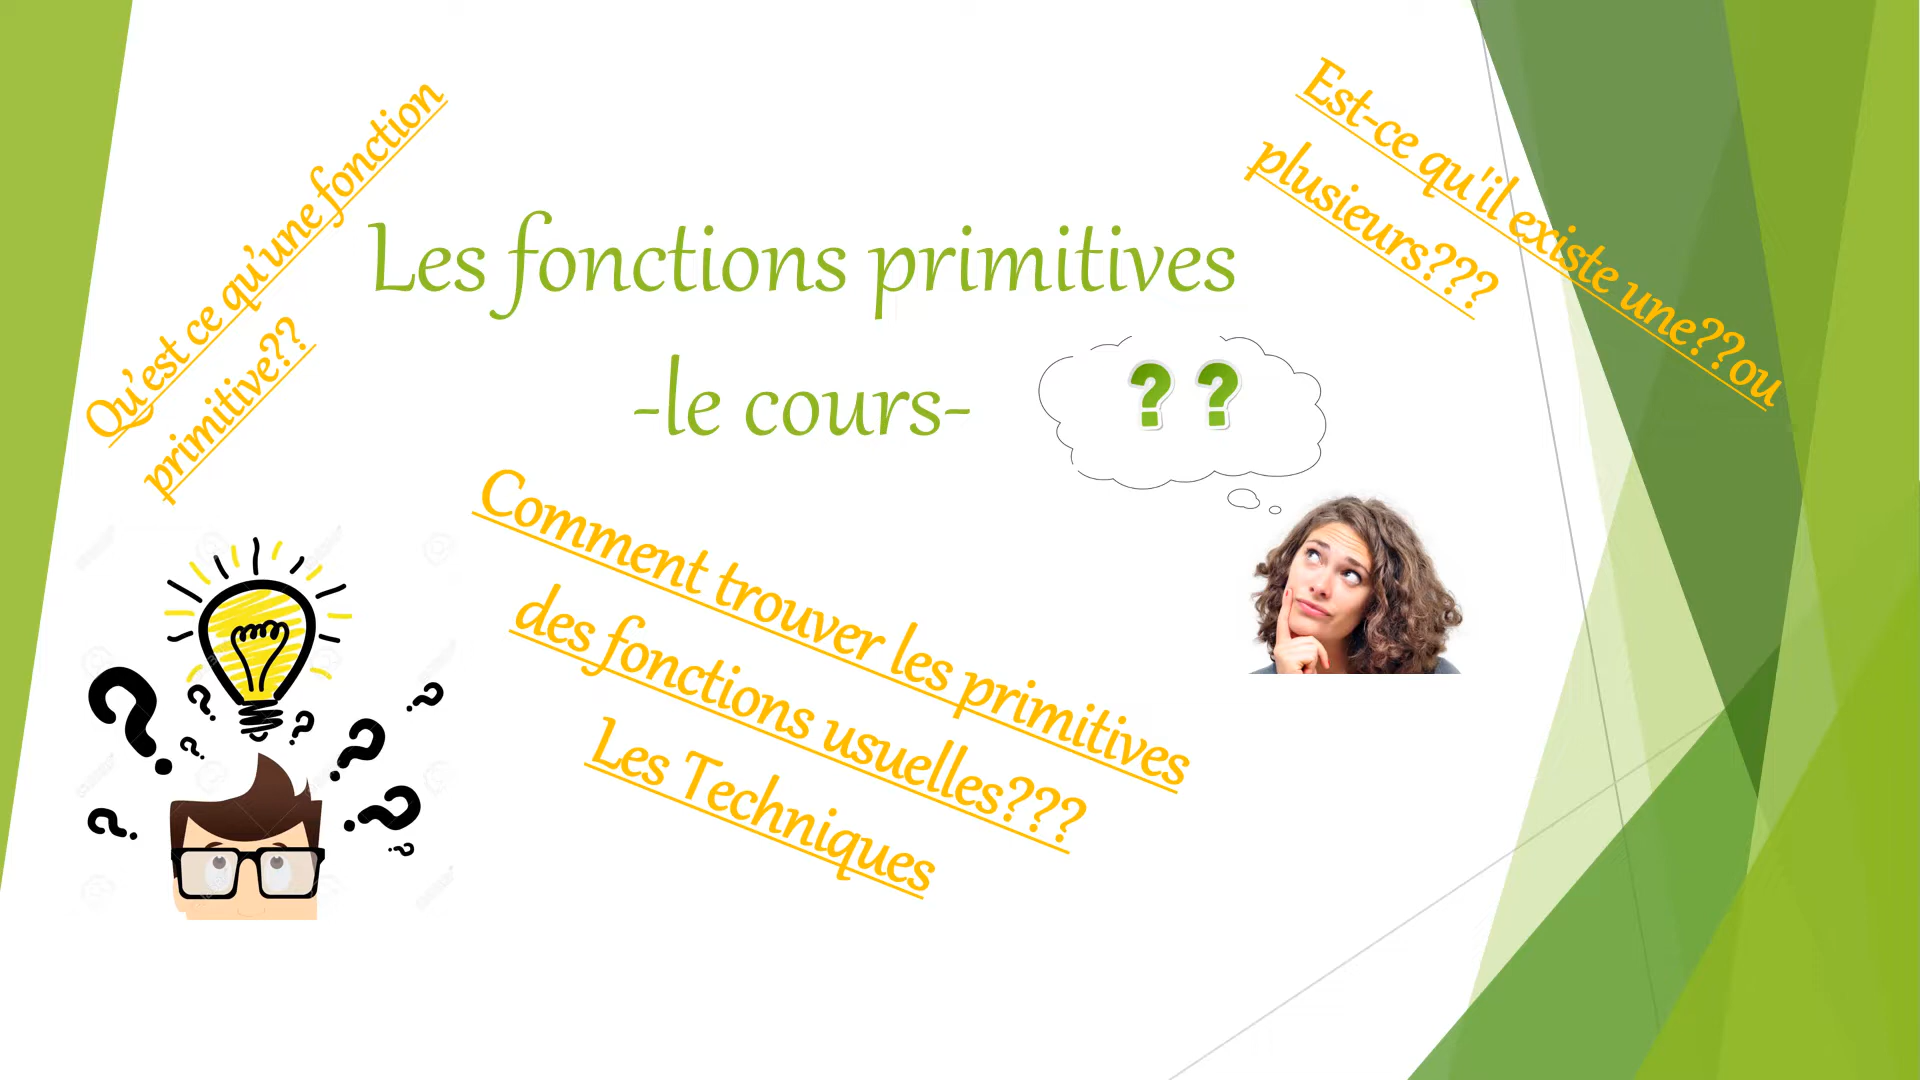 Qu'est ce qu'une fonction
primitive??
Est-ce qu'il existe une??ou
plusieurs???
Les fonctions primitives
-le cours-
? ?
Comment trouver les primitives
des fonctions usuelles???
Les Techniques